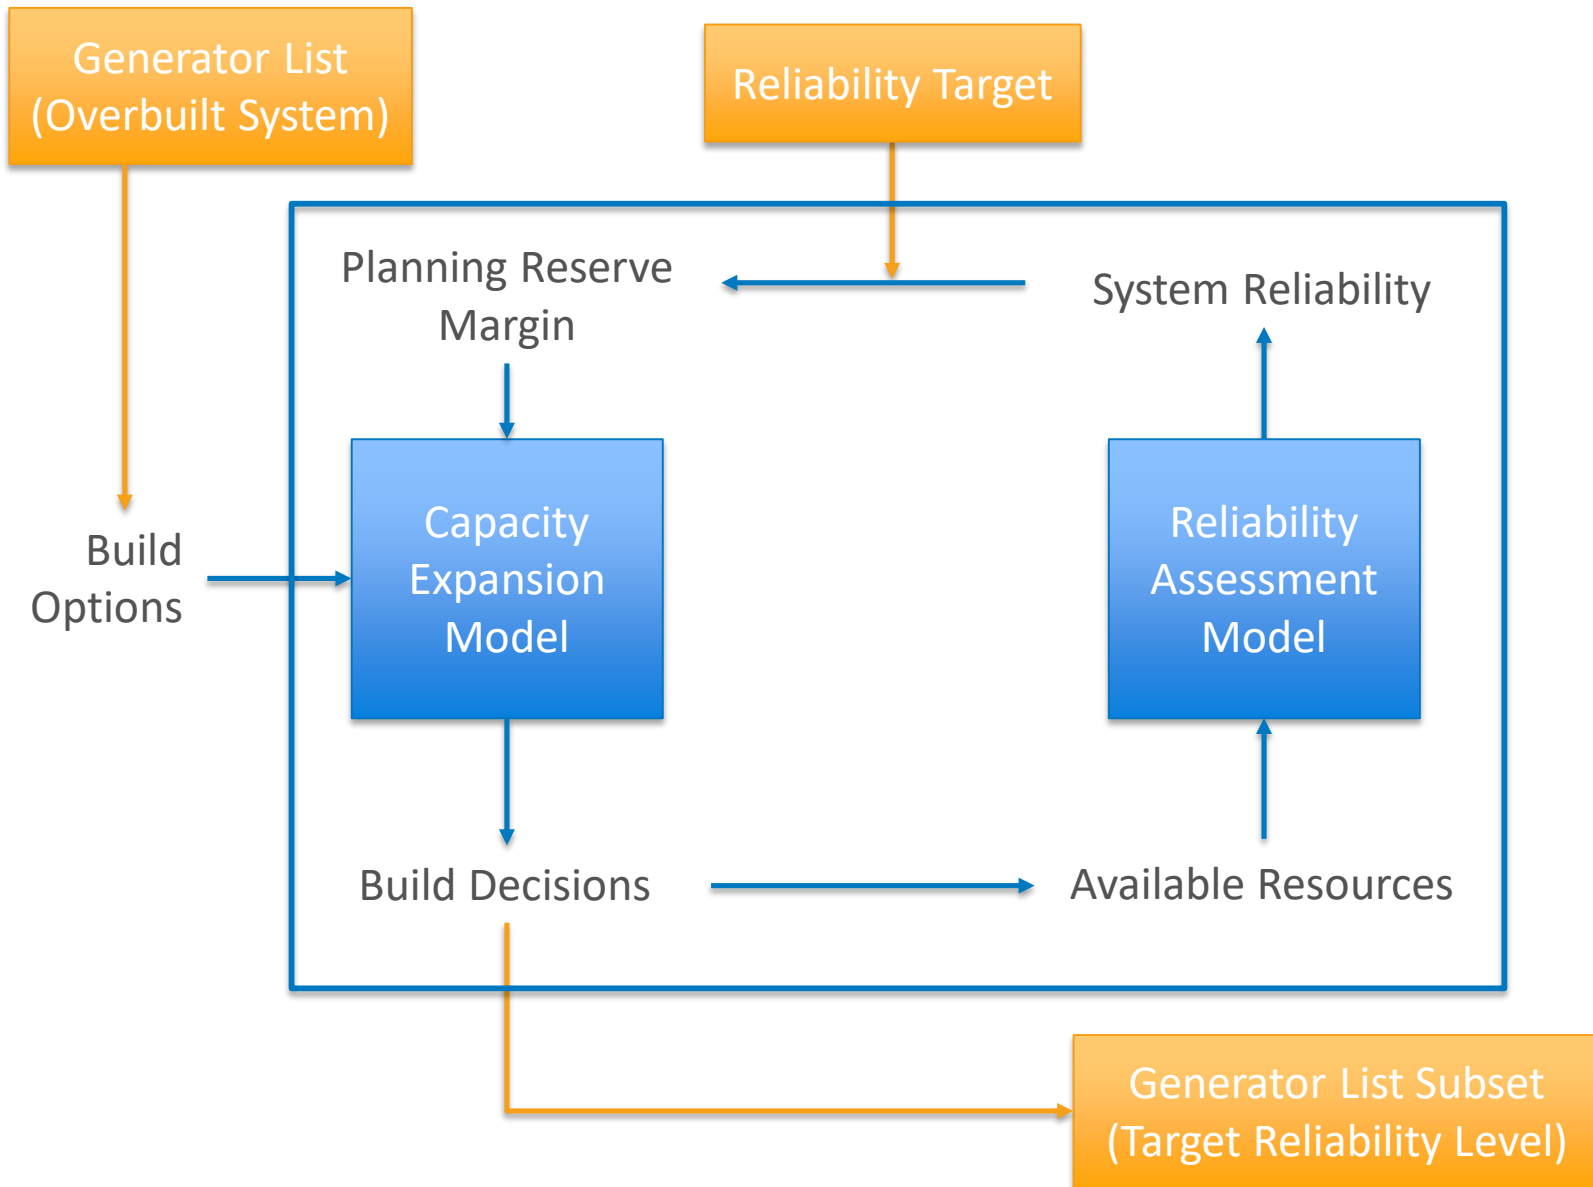 Generator List
(Overbuilt System)
Reliability Target
Planning Reserve
Margin
System Reliability
Build
Options
Capacity
Expansion
Model
Reliability
Assessment
Model
Build Decisions
Available Resources
Generator List Subset
(Target Reliability Level)